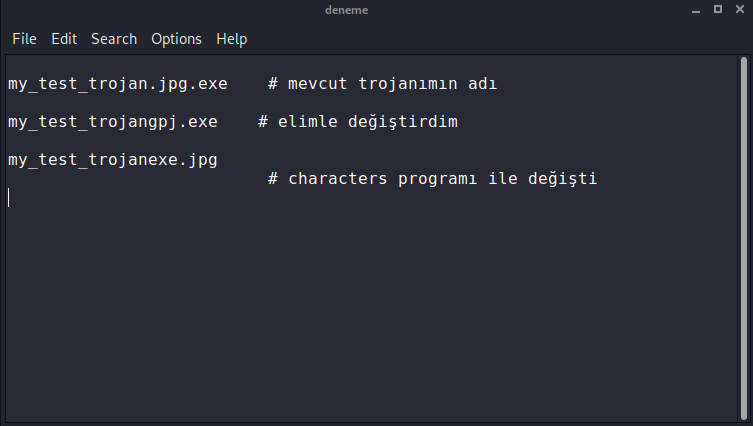 deneme
File Edit Search Options Help
my_test_trojan.jpg.exe # mevcut trojanımın adı
my_test_trojangpj.exe # elimle değiştirdim
my_test_trojanexe.jpg
# characters programı ile değişti